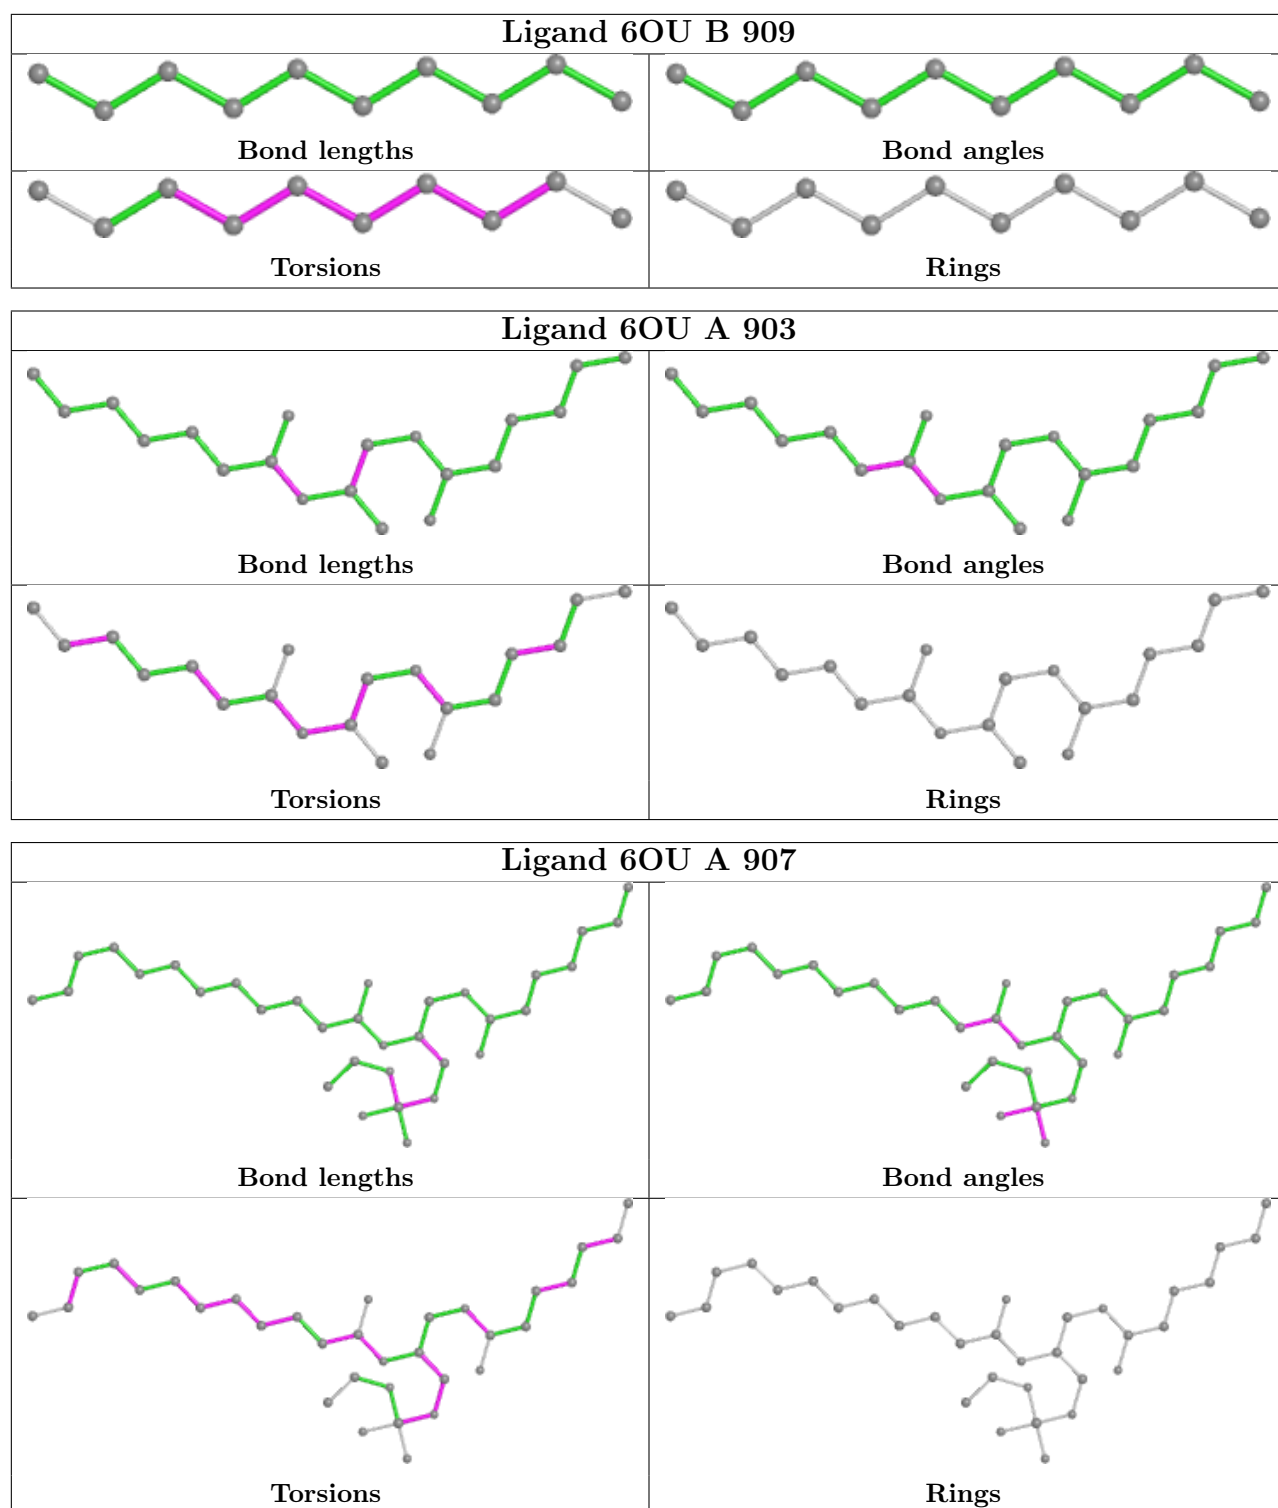 Ligand 6OU B 909
Bond lengths
Bond angles
Torsions
Rings
Ligand 6OU A 903
Bond lengths
Bond angles
Torsions
Rings
Ligand 6OU A 907
Bond lengths
Bond angles
Torsions
Rings